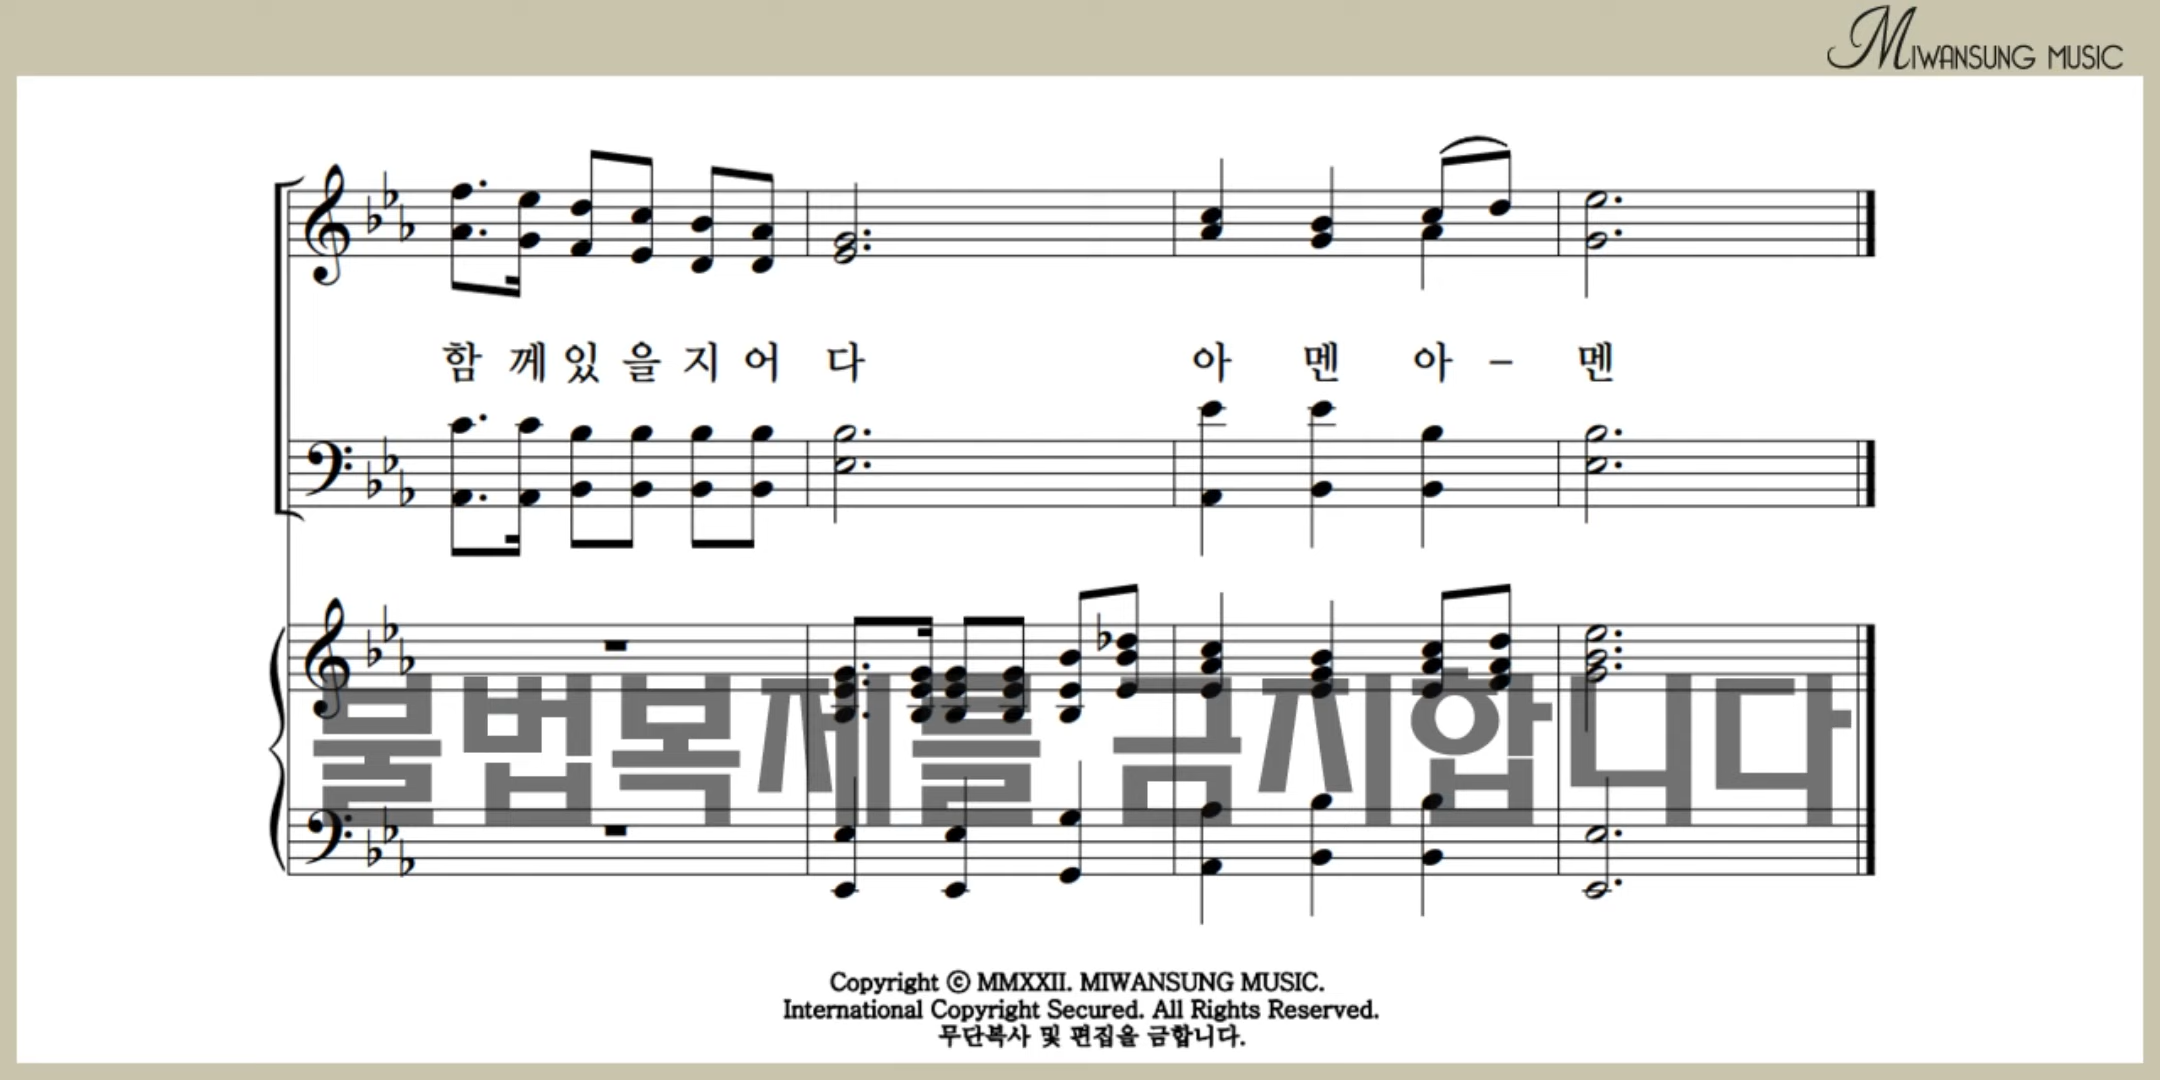 MIWANSUNG MUSIC
함 께 있 을 지 어 다 아 멘 아 – 멘
불법복제를 금지합니다
Copyright ⓒ MMXXII. MIWANSUNG MUSIC.
International Copyright Secured. All Rights Reserved.
무단복사 및 편집을 금합니다.